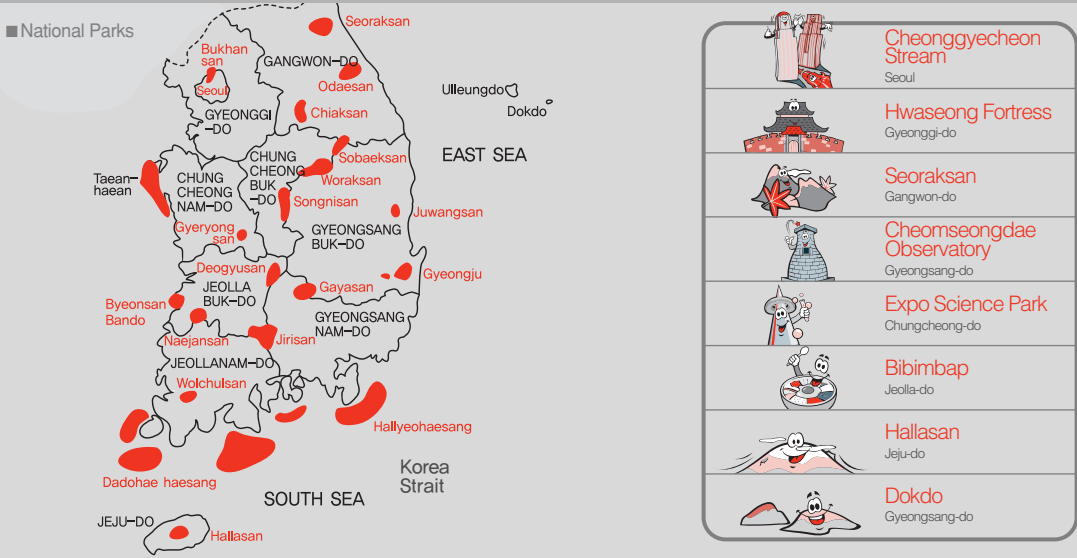 ■National Parks
Seoraksan
Bukhan
san
GANGWON-DO
Odaesan
Seoul
Ulleungdo
Dokdo
Chiaksan
GYEONGGI
-DO
Sobaeksan
EAST SEA
CHUNG
CHEONG
BUK
-DO
Woraksan
Taean-
haean
CHUNG
CHEONG
NAM-DO
Songnisan
Juwangsan
Gyeryong
san
GYEONGSANG
BUK-DO
Deogyusan
Gyeongju
JEOLLA
BUK-DO
Gayasan
Byeonsan
Bando
GYEONGSANG
NAM-DO
Naejansan
Jirisan
JEOLLANAM-DO
Wolchulsan
Hallyeohaesang
Korea
Strait
Dadohae haesang
SOUTH SEA
JEJU-DO
Hallasan
Cheonggyecheon
Stream
Seoul
Hwaseong Fortress
Gyeonggi-do
Seoraksan
Gangwon-do
Cheomseongdae
Observatory
Gyeongsang-do
Expo Science Park
Chungcheong-do
Bibimbap
Jeolla-do
Hallasan
Jeju-do
Dokdo
Gyeongsang-do